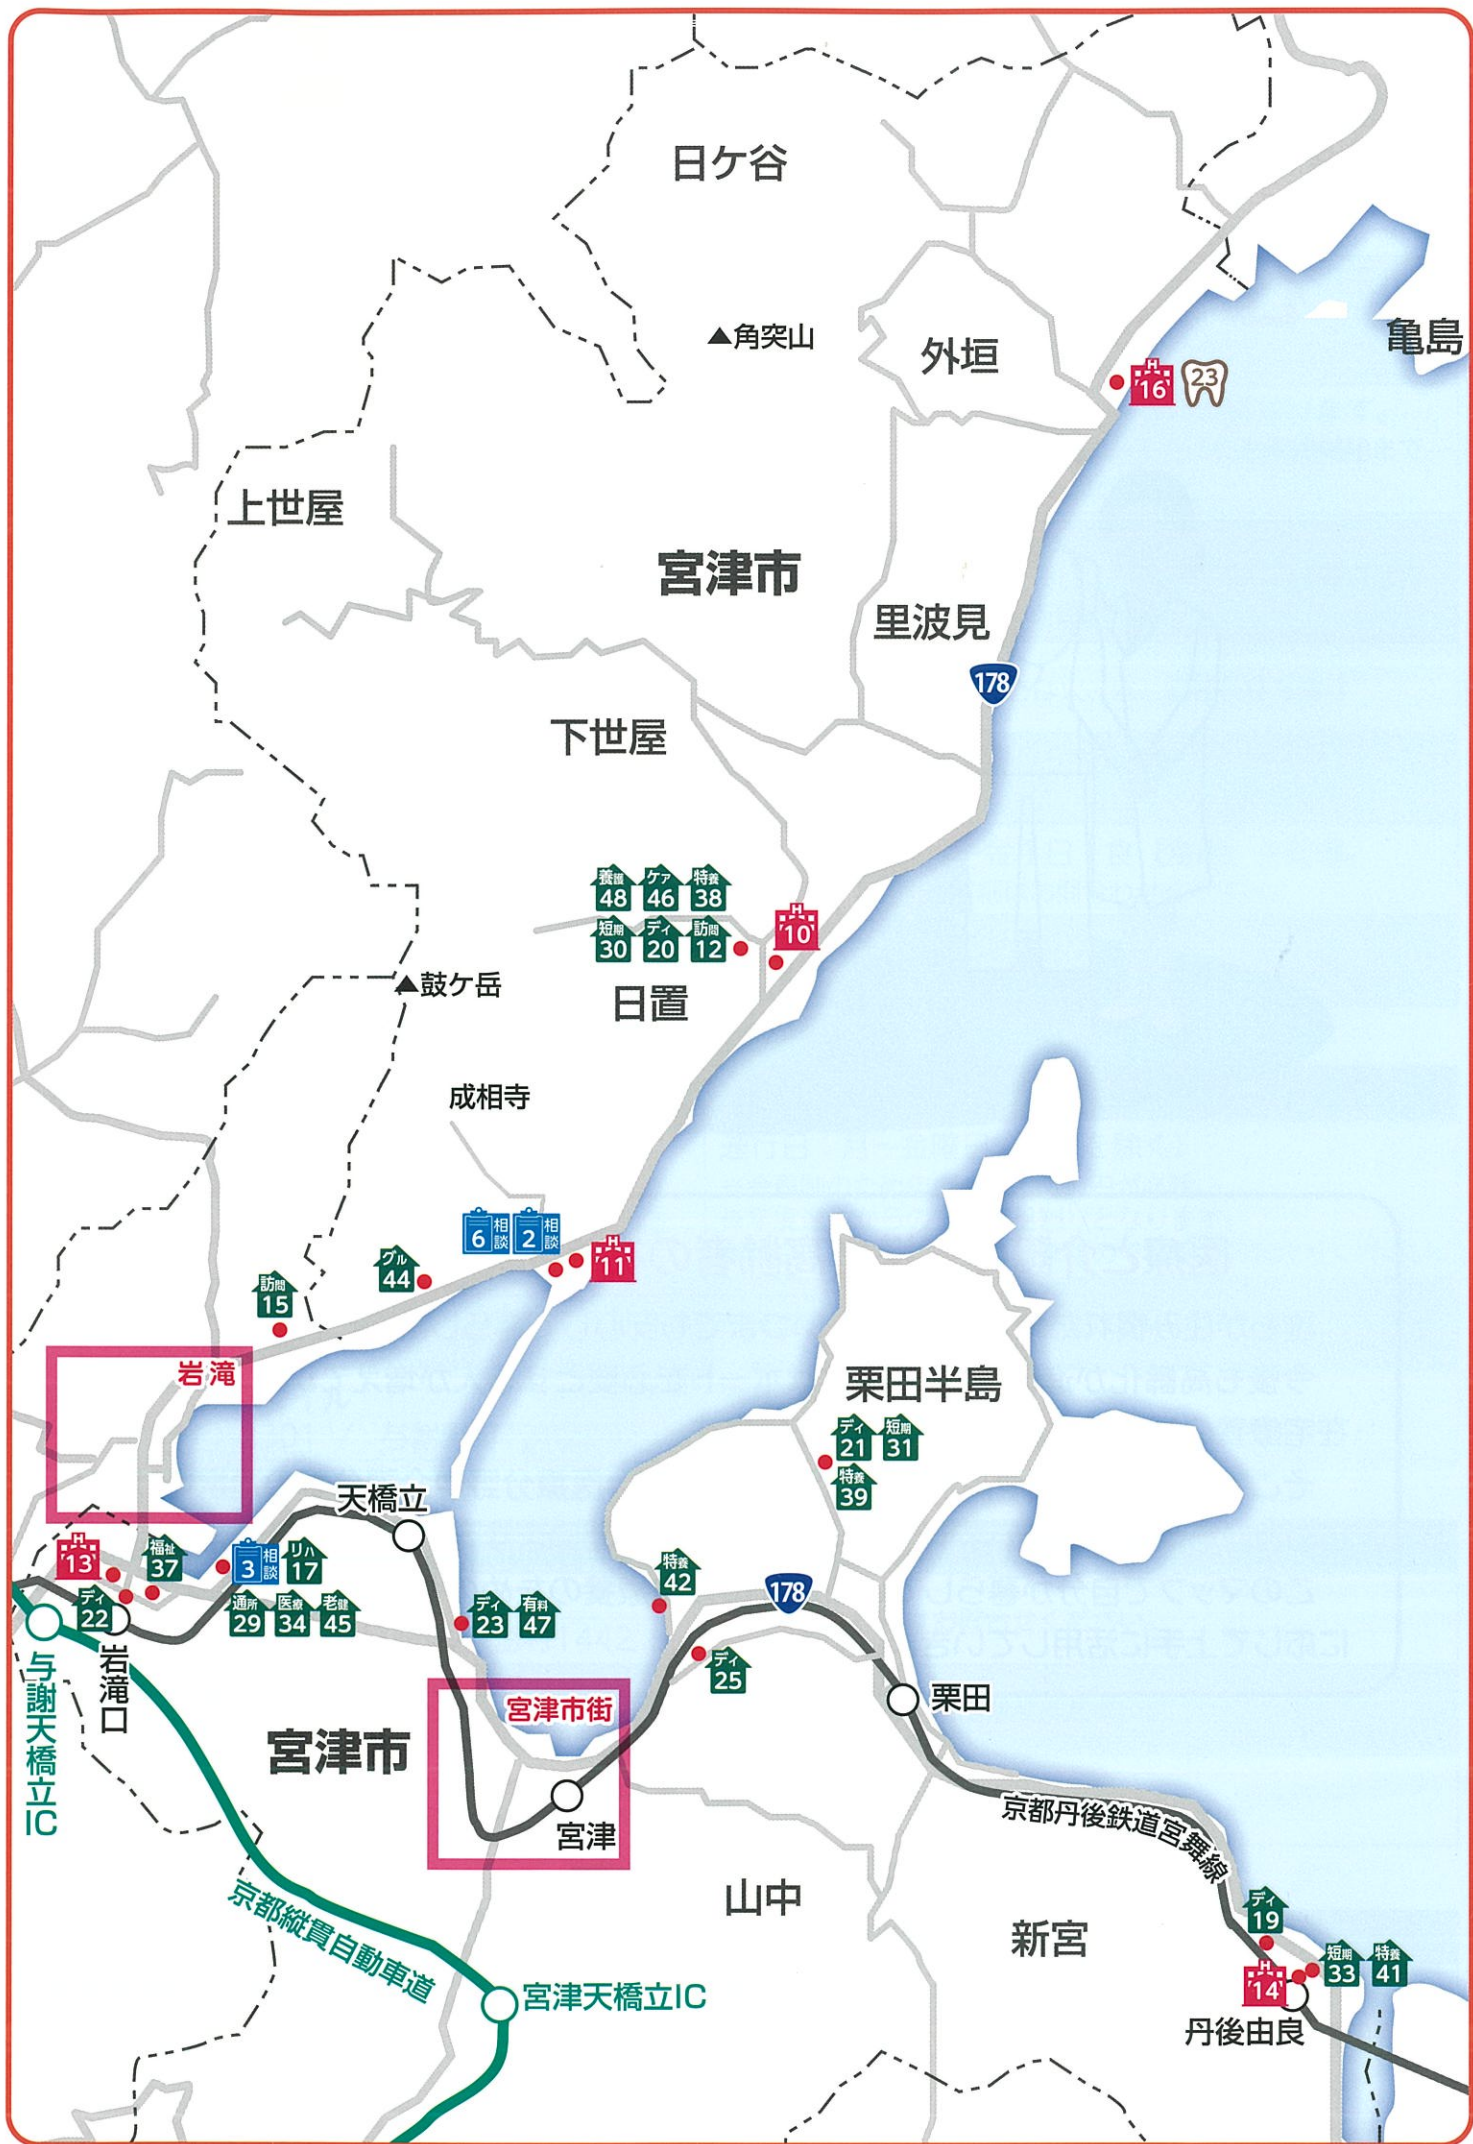 日ケ谷
▲角突山
外垣
亀島
H
16
23
上世屋
宮津市
里波見
178
下世屋
養護 48
ケア 46
特養 38
短期 30
デイ 20
訪問 12
H
10
▲鼓ケ岳
日置
成相寺
6 相談
2 相談
H
11
グル 44
訪問 15
岩滝
栗田半島
デイ 21
短期 31
特養 39
天橋立
H
13
福祉 37
3 相談
リハ 17
デイ 22
通所 29
医療 34
老健 45
デイ 23
有料 47
特養 42
178
デイ 25
岩滝口
与謝天橋立IC
宮津市街
栗田
宮津市
宮津
京都丹後鉄道宮舞線
山中
新宮
京都縦貫自動車道
宮津天橋立IC
デイ 19
短期 33
特養 41
H
14
丹後由良